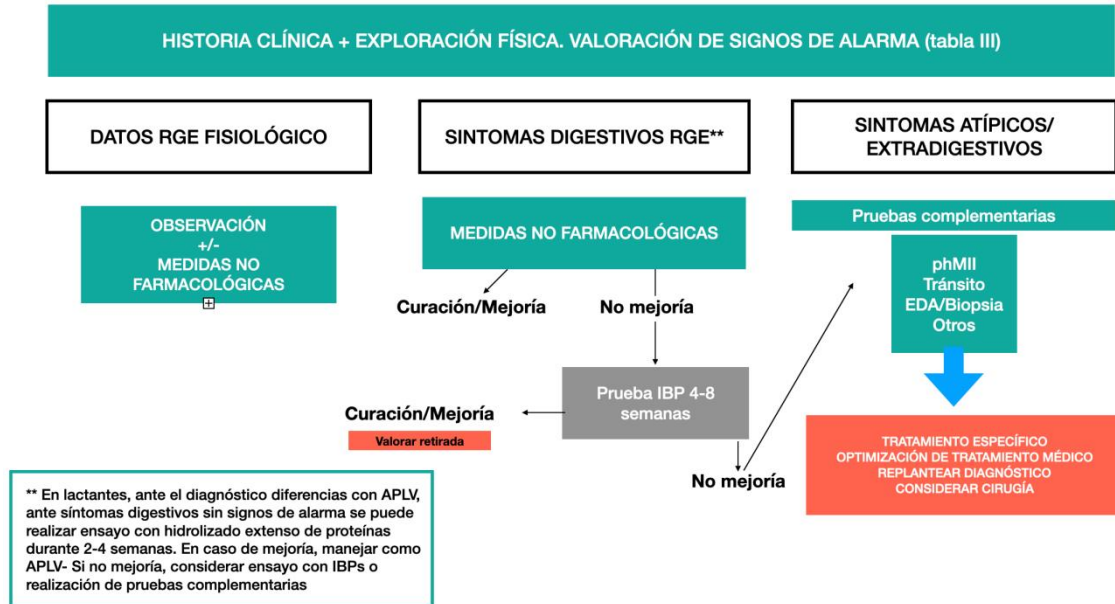 HISTORIA CLÍNICA + EXPLORACIÓN FÍSICA. VALORACIÓN DE SIGNOS DE ALARMA (tabla III)
DATOS RGE FISIOLÓGICO
SINTOMAS DIGESTIVOS RGE**
SINTOMAS ATÍPICOS/
EXTRADIGESTIVOS
OBSERVACIÓN
+/-
MEDIDAS NO
FARMACOLÓGICAS
MEDIDAS NO FARMACOLÓGICAS
Pruebas complementarias
phMII
Tránsito
EDA/Biopsia
Otros
Curación/Mejoría
No mejoría
Prueba IBP 4-8
semanas
Curación/Mejoría
Valorar retirada
No mejoría
TRATAMIENTO ESPECÍFICO
OPTIMIZACIÓN DE TRATAMIENTO MÉDICO
REPLANTEAR DIAGNÓSTICO
CONSIDERAR CIRUGÍA
** En lactantes, ante el diagnóstico diferencias con APLV,
ante síntomas digestivos sin signos de alarma se puede
realizar ensayo con hidrolizado extenso de proteínas
durante 2-4 semanas. En caso de mejoría, manejar como
APLV- Si no mejoría, considerar ensayo con IBPs o
realización de pruebas complementarias